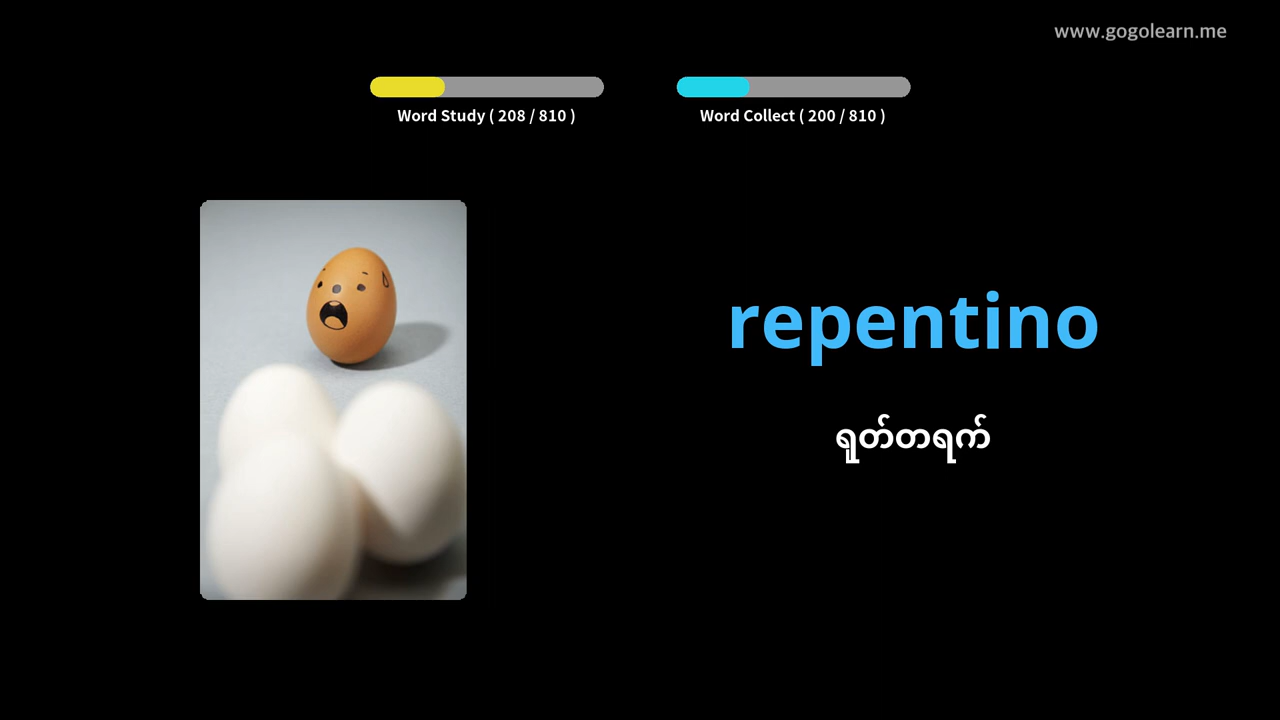 www.gogolearn.me
Word Study ( 208 / 810 )
Word Collect ( 200 / 810 )
repentino
ရုတ်တရက်